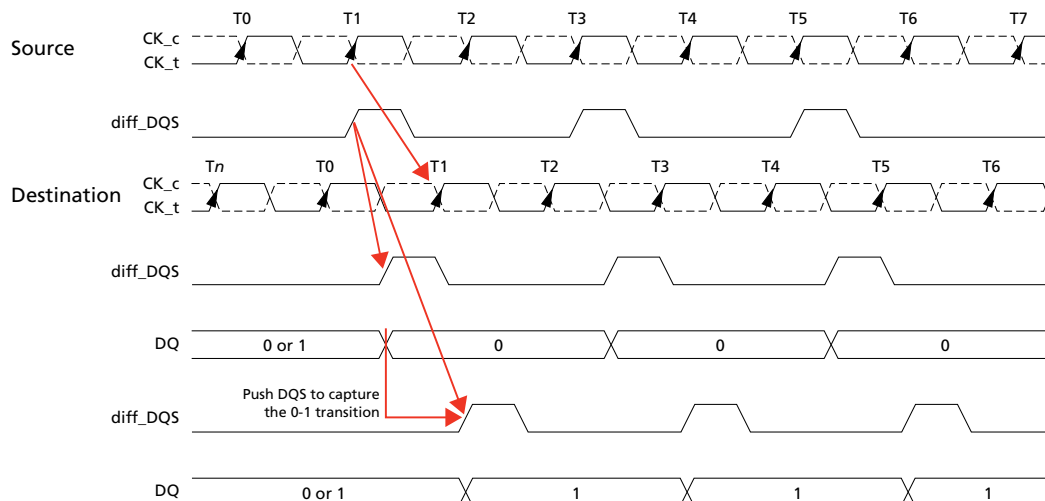 T0 T1 T2 T3 T4 T5 T6 T7
Source
CK_c
CK_t
diff_DQS
Tn T0 T1 T2 T3 T4 T5 T6
Destination
CK_c
CK_t
diff_DQS
DQ 0 or 1 0 0 0
Push DQS to capture
the 0-1 transition
diff_DQS
DQ 0 or 1 1 1 1